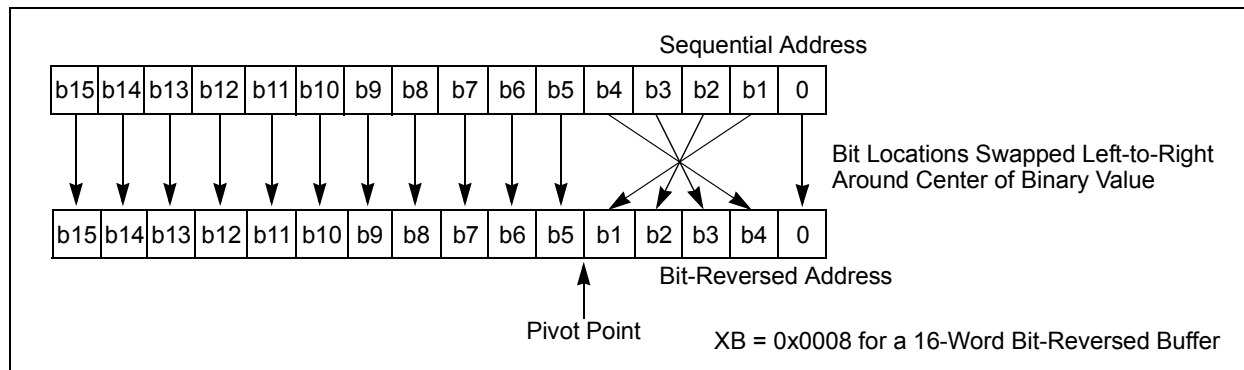 Sequential Address
b15 b14 b13 b12 b11 b10 b9 b8 b7 b6 b5 b4 b3 b2 b1 0
Bit Locations Swapped Left-to-Right
Around Center of Binary Value
b15 b14 b13 b12 b11 b10 b9 b8 b7 b6 b5 b1 b2 b3 b4 0
Bit-Reversed Address
Pivot Point
XB = 0x0008 for a 16-Word Bit-Reversed Buffer